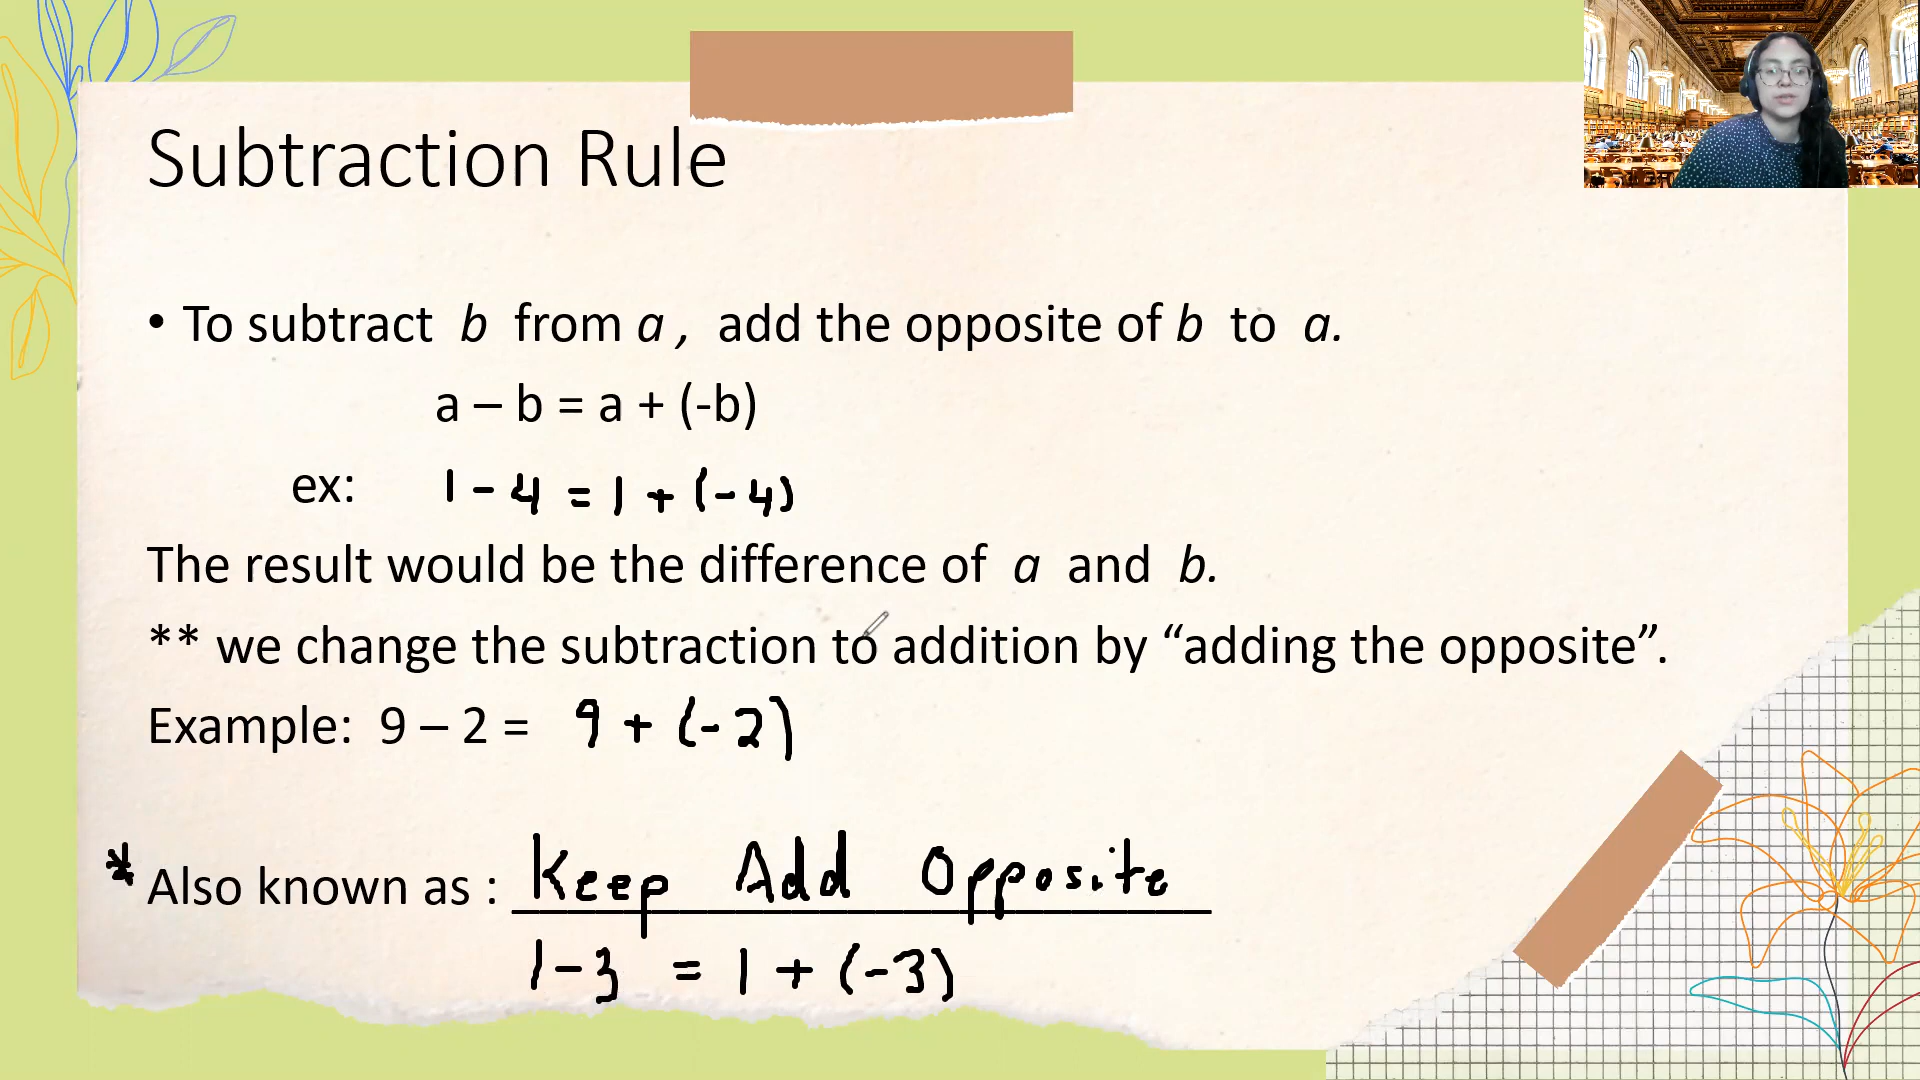 Subtraction Rule
• To subtract b from a , add the opposite of b to a.
a – b = a + (-b)
ex: 1 - 4 = 1 + (-4)
The result would be the difference of a and b.
** we change the subtraction to addition by “adding the opposite”.
Example: 9 – 2 = 9 + (-2)
* Also known as : Keep Add Opposite
1-3 = 1 + (-3)